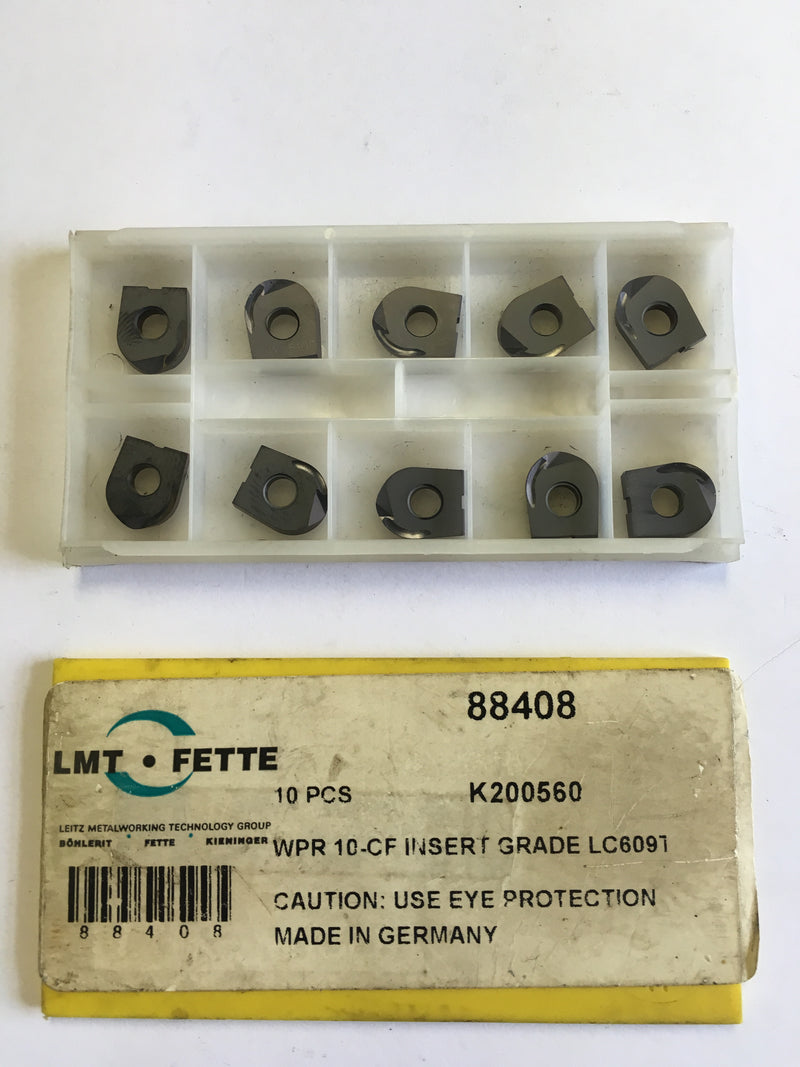 88408
LMT • FETTE
10 PCS K200560
LEITZ METALWORKING TECHNOLOGY GROUP
BÖHLERIT • FETTE • KIENINGER
WPR 10-CF INSERT GRADE LC6091
CAUTION: USE EYE PROTECTION
88408
MADE IN GERMANY